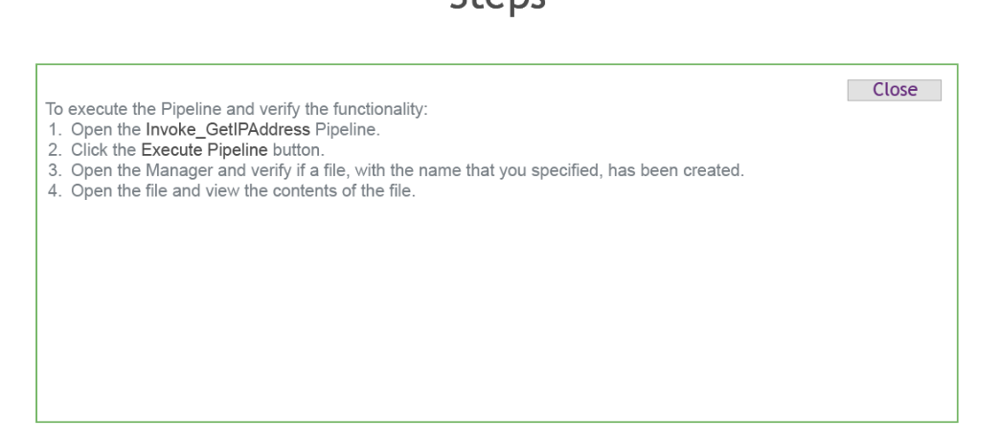 Steps
Close
To execute the Pipeline and verify the functionality:
1. Open the Invoke_GetIPAddress Pipeline.
2. Click the Execute Pipeline button.
3. Open the Manager and verify if a file, with the name that you specified, has been created.
4. Open the file and view the contents of the file.